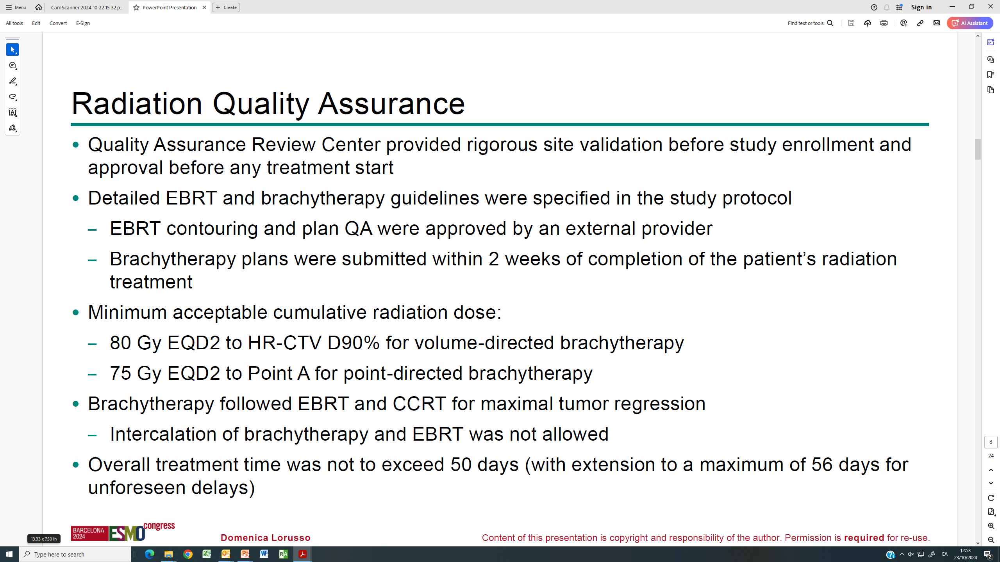 Menu
CamScanner 2024-10-22 15 32.p...
PowerPoint Presentation
Create
Sign in
All tools
Edit
Convert
E-Sign
Find text or tools
AI Assistant
Radiation Quality Assurance
• Quality Assurance Review Center provided rigorous site validation before study enrollment and
approval before any treatment start
• Detailed EBRT and brachytherapy guidelines were specified in the study protocol
– EBRT contouring and plan QA were approved by an external provider
– Brachytherapy plans were submitted within 2 weeks of completion of the patient’s radiation
treatment
• Minimum acceptable cumulative radiation dose:
– 80 Gy EQD2 to HR-CTV D90% for volume-directed brachytherapy
– 75 Gy EQD2 to Point A for point-directed brachytherapy
• Brachytherapy followed EBRT and CCRT for maximal tumor regression
– Intercalation of brachytherapy and EBRT was not allowed
• Overall treatment time was not to exceed 50 days (with extension to a maximum of 56 days for
unforeseen delays)
6
24
BARCELONA
2024
ESMO
congress
Domenica Lorusso
Content of this presentation is copyright and responsibility of the author. Permission is required for re-use.
13.33 x 7.50 in
Type here to search
RA
ΕΛ
12:53
23/10/2024
2